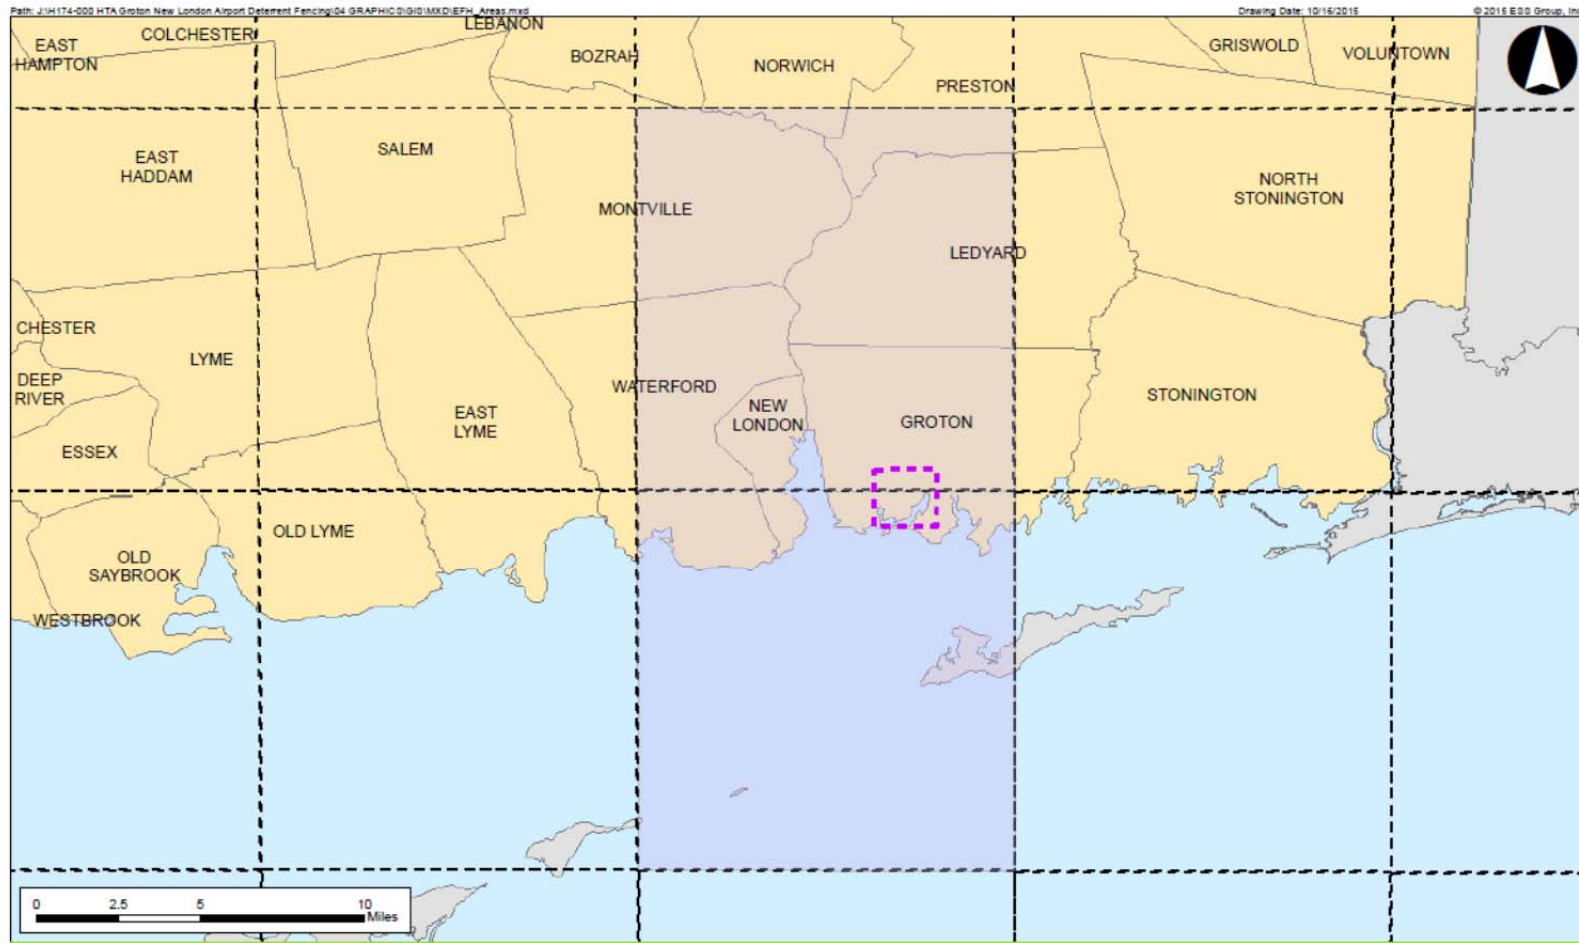 Path: J:\H174-000 HTA Groton New London Airport Deterrent Fencing\04 GRAPHICS\GIS\MXD\EFH_Areas.mxd
Drawing Date: 10/16/2015
© 2015 ESS Group, Inc
EAST
HAMPTON
COLCHESTER
LEBANON
BOZRAH
NORWICH
PRESTON
GRISWOLD
VOLUNTOWN
EAST
HADDAM
SALEM
MONTVILLE
LEDYARD
NORTH
STONINGTON
CHESTER
LYME
DEEP
RIVER
ESSEX
EAST
LYME
WATERFORD
NEW
LONDON
GROTON
STONINGTON
OLD
SAYBROOK
OLD LYME
WESTBROOK
0 2.5 5 10
Miles